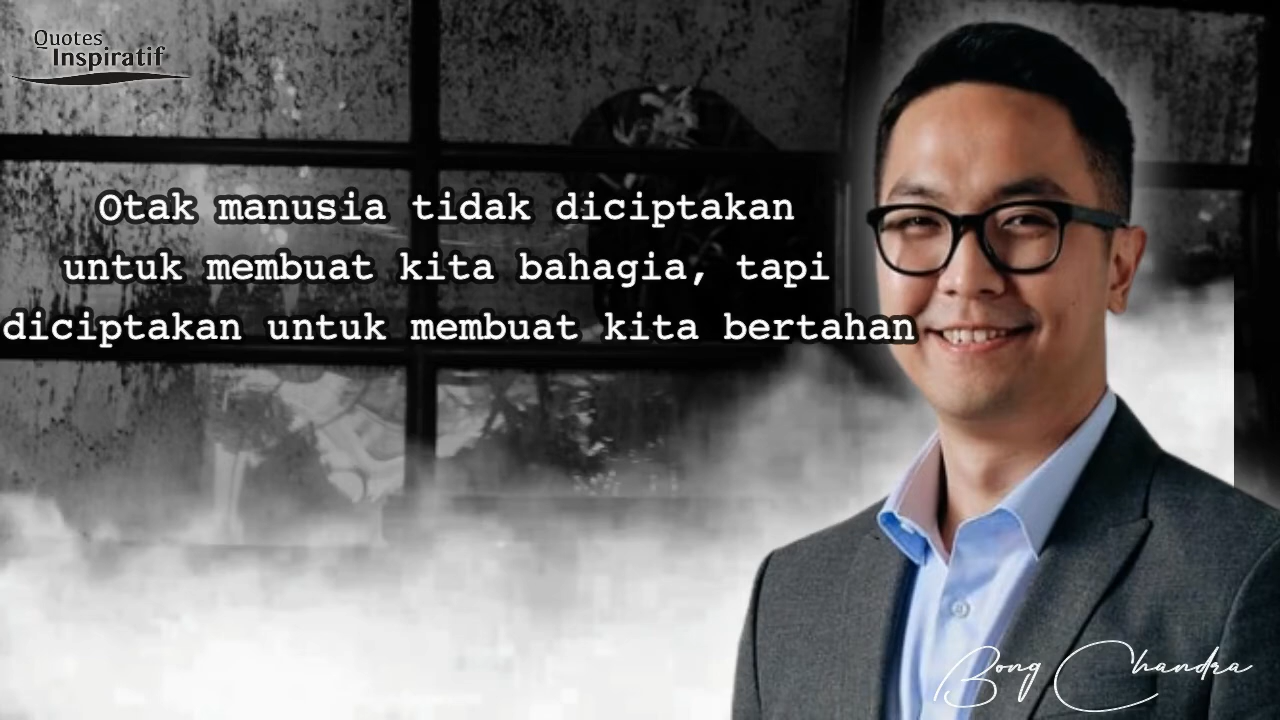 Quotes
Inspiratif
Otak manusia tidak diciptakan
untuk membuat kita bahagia, tapi
diciptakan untuk membuat kita bertahan
Bong Chandra